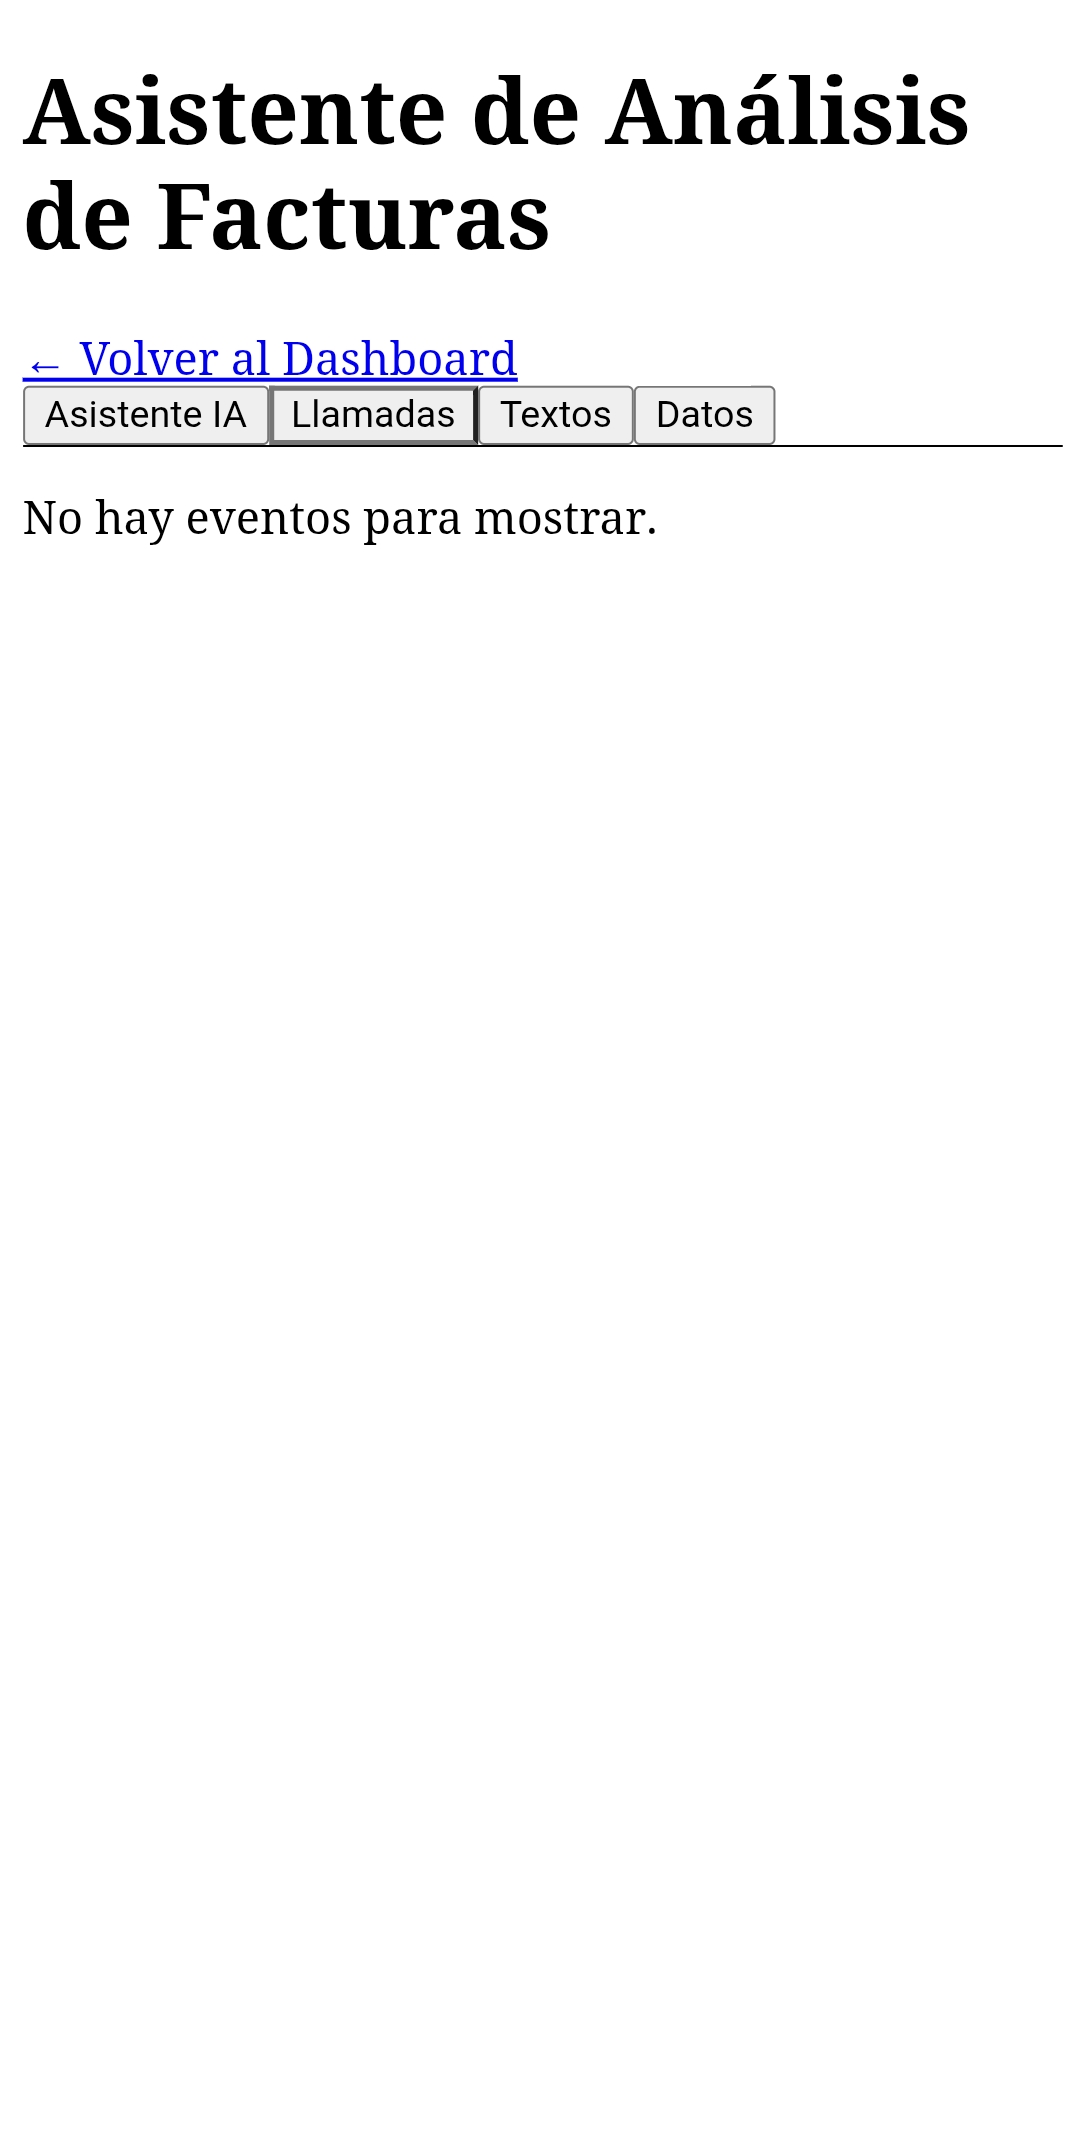 Asistente de Análisis
de Facturas
← Volver al Dashboard
Asistente IA Llamadas Textos Datos
No hay eventos para mostrar.